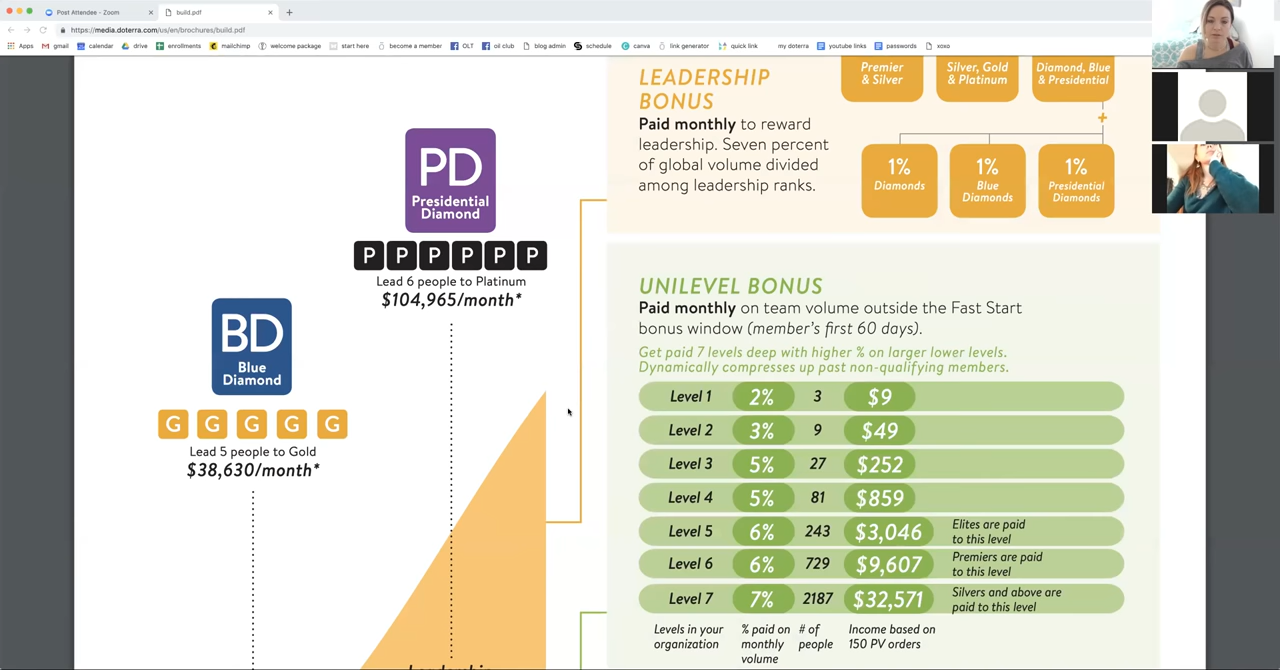 Post Attendee - Zoom
build.pdf
https://media.doterra.com/us/en/brochures/build.pdf
Apps
gmail
calendar
drive
enrollments
mailchimp
welcome package
start here
become a member
OLT
oil club
blog admin
schedule
canva
link generator
quick link
my doterra
youtube links
passwords
xoxo
LEADERSHIP
BONUS
Paid monthly to reward
leadership. Seven percent
of global volume divided
among leadership ranks.
Premier
& Silver
Silver, Gold
& Platinum
Diamond, Blue
& Presidential
+
1%
Diamonds
1%
Blue
Diamonds
1%
Presidential
Diamonds
PD
Presidential
Diamond
P P P P P P
Lead 6 people to Platinum
$104,965/month*
BD
Blue
Diamond
G G G G G
Lead 5 people to Gold
$38,630/month*
UNILEVEL BONUS
Paid monthly on team volume outside the Fast Start
bonus window (member's first 60 days).
Get paid 7 levels deep with higher % on larger lower levels.
Dynamically compresses up past non-qualifying members.
Level 1 2% 3 $9
Level 2 3% 9 $49
Level 3 5% 27 $252
Level 4 5% 81 $859
Level 5 6% 243 $3,046 Elites are paid
to this level
Level 6 6% 729 $9,607 Premiers are paid
to this level
Level 7 7% 2187 $32,571 Silvers and above are
paid to this level
Levels in your
organization
% paid on
monthly
volume
# of
people
Income based on
150 PV orders